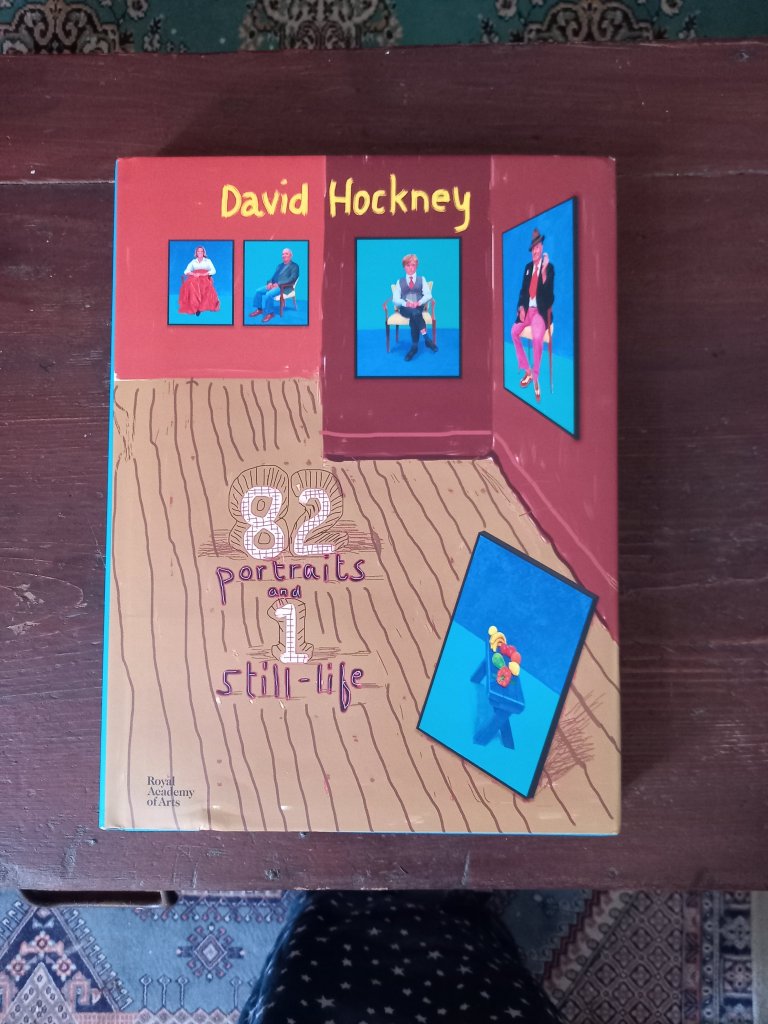 David Hockney
82
portraits
and
1
still-life
Royal
Academy
of Arts